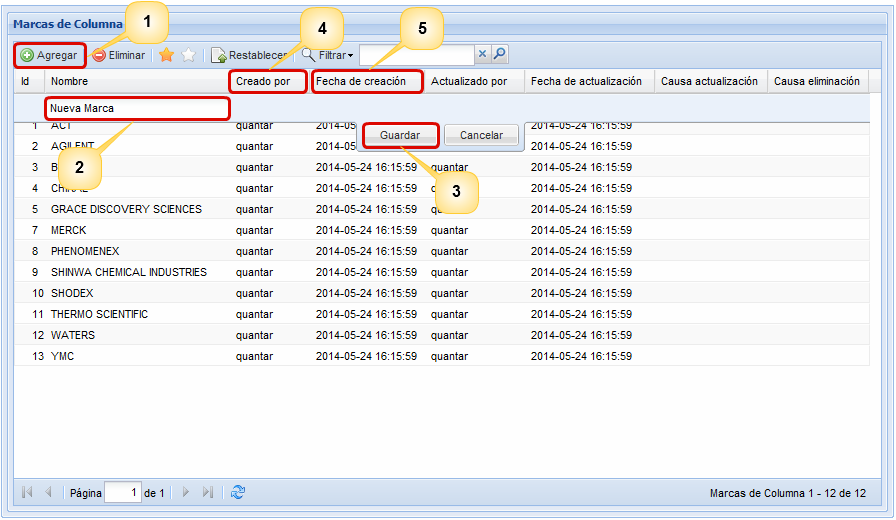 Marcas de Columna
1
4
5
Agregar Eliminar Restablecer Filtrar
Id Nombre Creado por Fecha de creación Actualizado por Fecha de actualización Causa actualización Causa eliminación
Nueva Marca
1 ACT quantar 2014-05 2014-05-24 16:15:59
Guardar Cancelar
2 AGILENT quantar 2014-05 2014-05-24 16:15:59
2
3 B quantar 2014-05-24 16:15:59 quantar 2014-05-24 16:15:59
3
4 quantar 2014-05-24 16:15:59 2014-05-24 16:15:59
5 GRACE DISCOVERY SCIENCES quantar 2014-05-24 16:15:59 2014-05-24 16:15:59
7 MERCK quantar 2014-05-24 16:15:59 quantar 2014-05-24 16:15:59
8 PHENOMENEX quantar 2014-05-24 16:15:59 quantar 2014-05-24 16:15:59
9 SHINWA CHEMICAL INDUSTRIES quantar 2014-05-24 16:15:59 quantar 2014-05-24 16:15:59
10 SHODEX quantar 2014-05-24 16:15:59 quantar 2014-05-24 16:15:59
11 THERMO SCIENTIFIC quantar 2014-05-24 16:15:59 quantar 2014-05-24 16:15:59
12 WATERS quantar 2014-05-24 16:15:59 quantar 2014-05-24 16:15:59
13 YMC quantar 2014-05-24 16:15:59 quantar 2014-05-24 16:15:59
Página 1 de 1 Marcas de Columna 1 - 12 de 12